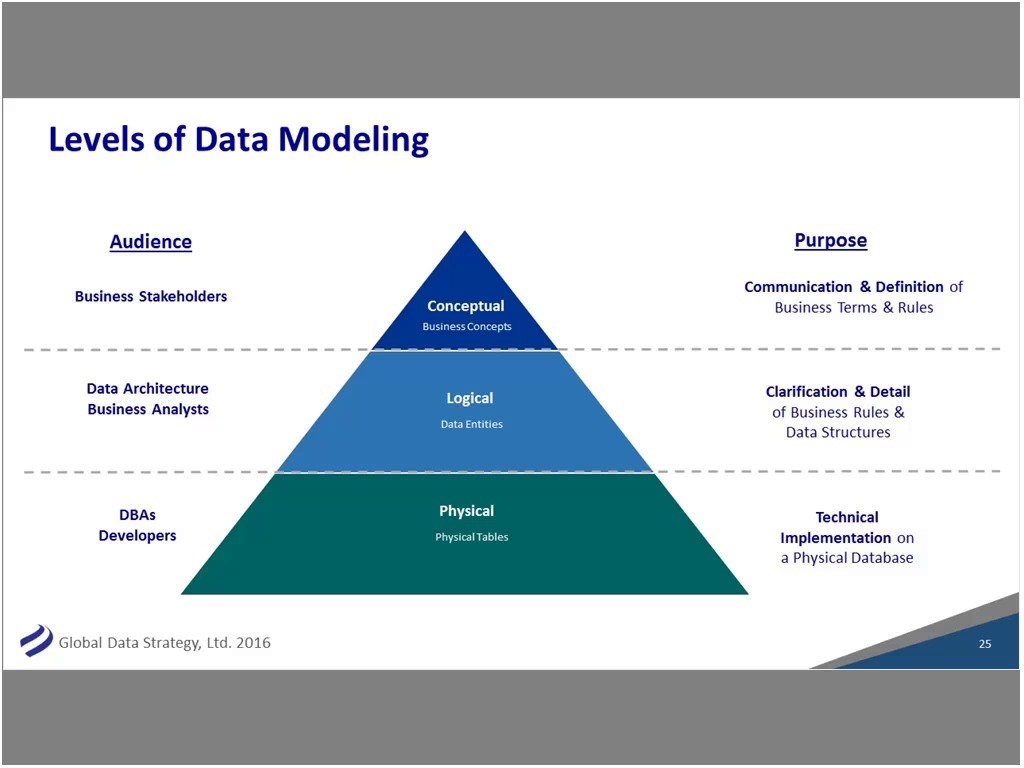 Levels of Data Modeling
Audience
Purpose
Business Stakeholders
Conceptual
Business Concepts
Communication & Definition of
Business Terms & Rules
Data Architecture
Business Analysts
Logical
Data Entities
Clarification & Detail
of Business Rules &
Data Structures
DBAs
Developers
Physical
Physical Tables
Technical
Implementation on
a Physical Database
Global Data Strategy, Ltd. 2016
25